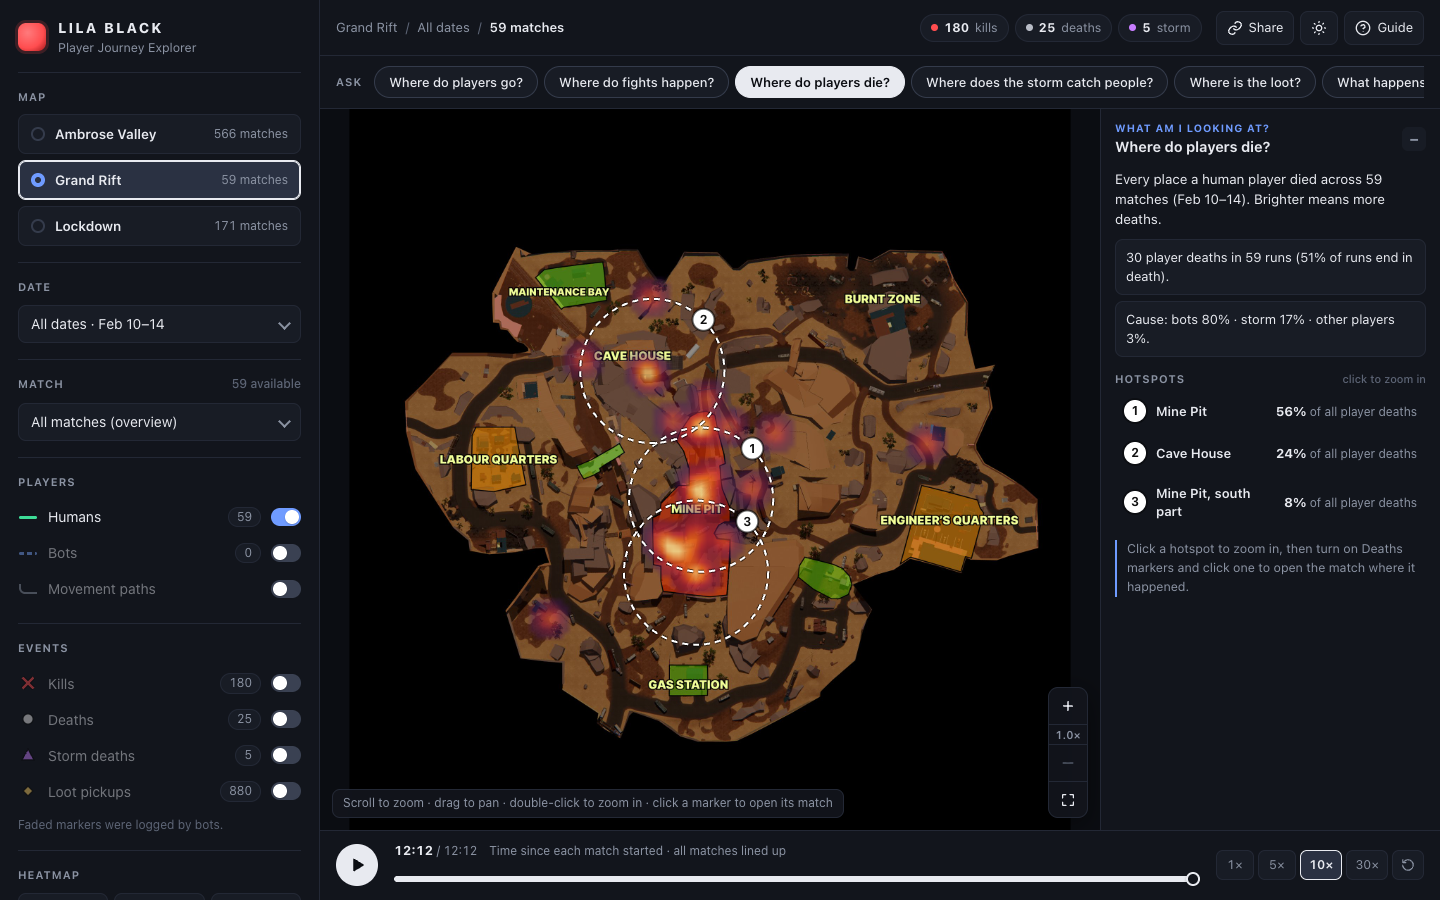 LILA BLACK
Player Journey Explorer
MAP
Ambrose Valley 566 matches
Grand Rift 59 matches
Lockdown 171 matches
DATE
All dates · Feb 10–14
MATCH 59 available
All matches (overview)
PLAYERS
Humans 59
Bots 0
Movement paths
EVENTS
Kills 180
Deaths 25
Storm deaths 5
Loot pickups 880
Faded markers were logged by bots.
HEATMAP
Grand Rift / All dates / 59 matches
180 kills
25 deaths
5 storm
Share
Guide
ASK
Where do players go?
Where do fights happen?
Where do players die?
Where does the storm catch people?
Where is the loot?
What happens
MAINTENANCE BAY
BURNT ZONE
2
CAVE HOUSE
1
LABOUR QUARTERS
MINE PIT
3
ENGINEER'S QUARTERS
GAS STATION
+
1.0×
−
Scroll to zoom · drag to pan · double-click to zoom in · click a marker to open its match
WHAT AM I LOOKING AT?
Where do players die?
–
Every place a human player died across 59
matches (Feb 10–14). Brighter means more
deaths.
30 player deaths in 59 runs (51% of runs end in
death).
Cause: bots 80% · storm 17% · other players
3%.
HOTSPOTS click to zoom in
1 Mine Pit 56% of all player deaths
2 Cave House 24% of all player deaths
3 Mine Pit, south
part 8% of all player deaths
Click a hotspot to zoom in, then turn on Deaths
markers and click one to open the match where it
happened.
12:12 / 12:12 Time since each match started · all matches lined up
1× 5× 10× 30×